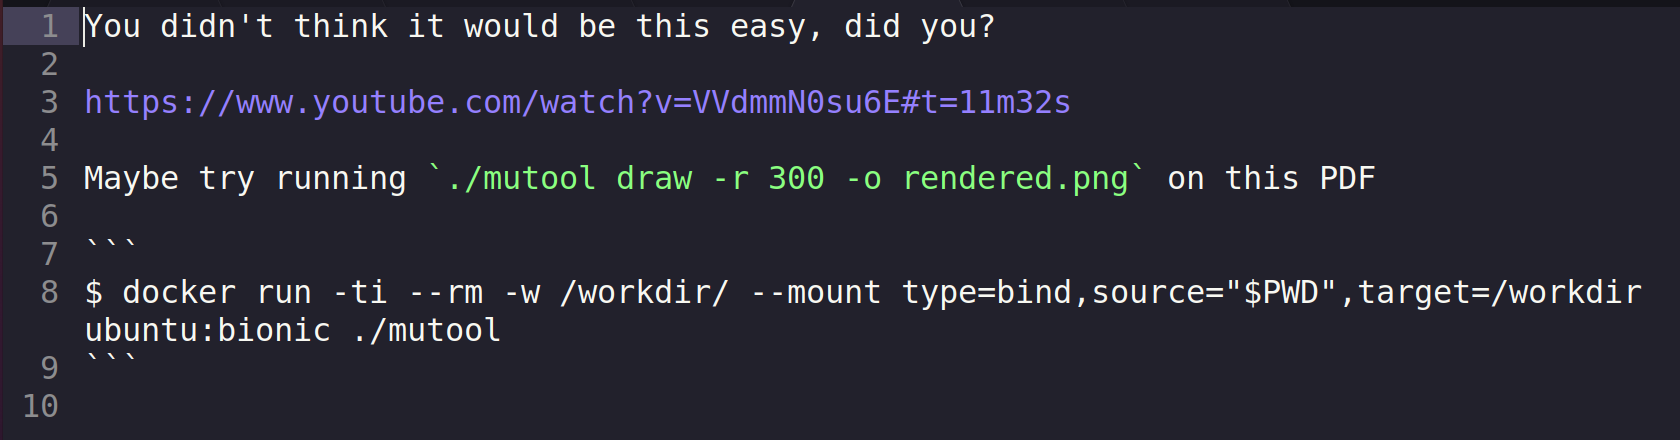 1 You didn't think it would be this easy, did you?
2
3 https://www.youtube.com/watch?v=VVdmmN0su6E#t=11m32s
4
5 Maybe try running `./mutool draw -r 300 -o rendered.png` on this PDF
6
7 ```
8 $ docker run -ti --rm -w /workdir/ --mount type=bind,source="$PWD",target=/workdir
ubuntu:bionic ./mutool
9 ```
10